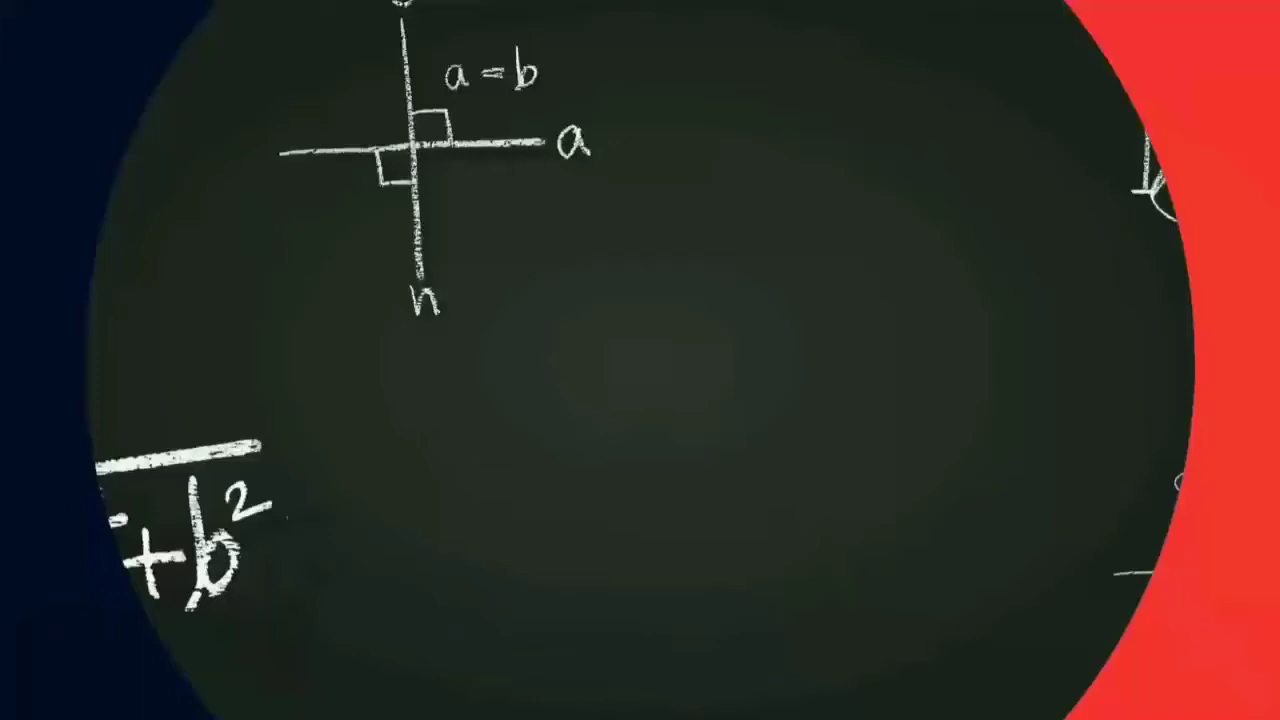 a = b
a
n
+b²